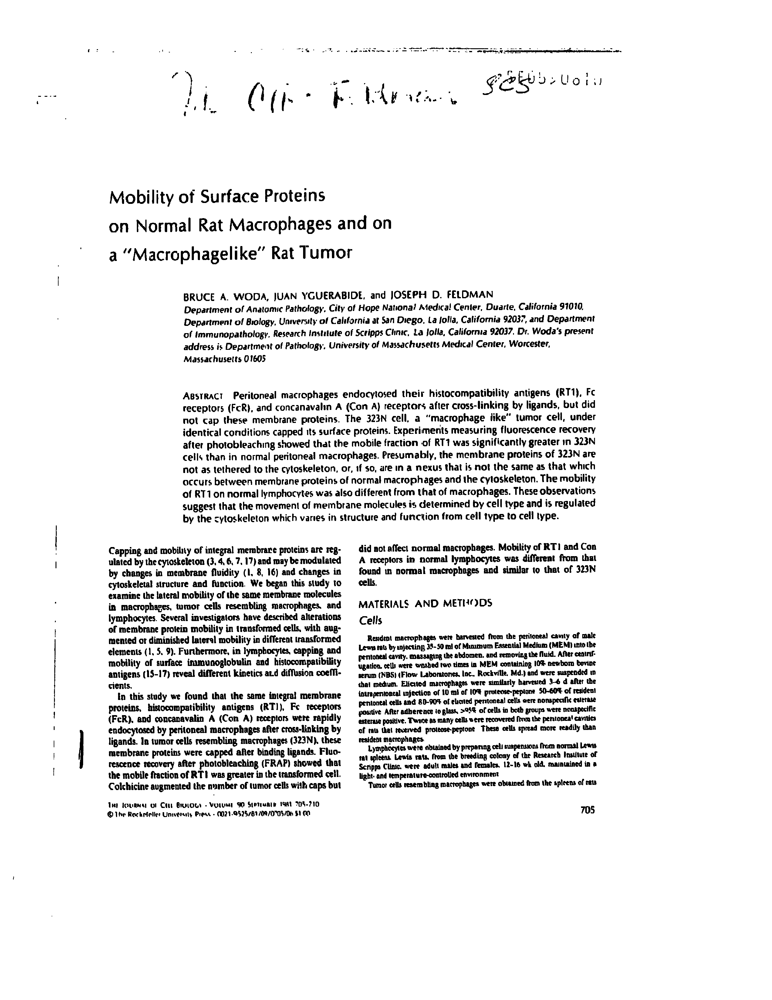 Mobility of Surface Proteins
on Normal Rat Macrophages and on
a "Macrophagelike" Rat Tumor
BRUCE A. WODA, JUAN YGUERABIDE, and JOSEPH D. FELDMAN
Department of Anatomic Pathology, City of Hope National Medical Center, Duarte, California 91010,
Department of Biology, University of California at San Diego, La Jolla, California 92037, and Department
of Immunopathology, Research Institute of Scripps Clinic, La Jolla, California 92037. Dr. Woda's present
address is Department of Pathology, University of Massachusetts Medical Center, Worcester,
Massachusetts 01605
ABSTRACT Peritoneal macrophages endocytosed their histocompatibility antigens (RT1), Fc
receptors (FcR), and concanavalin A (Con A) receptors after cross-linking by ligands, but did
not cap these membrane proteins. The 323N cell, a "macrophage like" tumor cell, under
identical conditions capped its surface proteins. Experiments measuring fluorescence recovery
after photobleaching showed that the mobile fraction of RT1 was significantly greater in 323N
cells than in normal peritoneal macrophages. Presumably, the membrane proteins of 323N are
not as tethered to the cytoskeleton, or, if so, are in a nexus that is not the same as that which
occurs between membrane proteins of normal macrophages and the cytoskeleton. The mobility
of RT1 on normal lymphocytes was also different from that of macrophages. These observations
suggest that the movement of membrane molecules is determined by cell type and is regulated
by the cytoskeleton which varies in structure and function from cell type to cell type.
Capping and mobility of integral membrane proteins are reg-
ulated by the cytoskeleton (3, 4, 6, 7, 17) and may be modulated
by changes in membrane fluidity (1, 8, 16) and changes in
cytoskeletal structure and function. We began this study to
examine the lateral mobility of the same membrane molecules
in macrophages, tumor cells resembling macrophages, and
lymphocytes. Several investigators have described alterations
of membrane protein mobility in transformed cells, with aug-
mented or diminished lateral mobility in different transformed
elements (1, 5, 9). Furthermore, in lymphocytes, capping and
mobility of surface immunoglobulin and histocompatibility
antigens (15-17) reveal different kinetics and diffusion coeffi-
cients.
In this study we found that the same integral membrane
proteins, histocompatibility antigens (RT1), Fc receptors
(FcR), and concanavalin A (Con A) receptors were rapidly
endocytosed by peritoneal macrophages after cross-linking by
ligands. In tumor cells resembling macrophages (323N), these
membrane proteins were capped after binding ligands. Fluo-
rescence recovery after photobleaching (FRAP) showed that
the mobile fraction of RT1 was greater in the transformed cell.
Colchicine augmented the number of tumor cells with caps but
did not affect normal macrophages. Mobility of RT1 and Con
A receptors in normal lymphocytes was different from that
found in normal macrophages and similar to that of 323N
cells.
MATERIALS AND METHODS
Cells
Resident macrophages were harvested from the peritoneal cavity of male
Lewis rats by injecting 35-50 ml of Minimum Essential Medium (MEM) into the
peritoneal cavity, massaging the abdomen, and removing the fluid. After centrif-
ugation, cells were washed two times in MEM containing 10% newborn bovine
serum (NBS) (Flow Laboratories, Inc., Rockville, Md.) and were suspended in
that medium. Elicited macrophages were similarly harvested 3-6 d after the
intraperitoneal injection of 10 ml of 10% proteose-peptone 50-60% of resident
peritoneal cells and 80-90% of elicited peritoneal cells were nonspecific esterase
positive After adherence to glass, >95% of cells in both groups were nonspecific
esterase positive. Twice as many cells were recovered from the peritoneal cavities
of rats that received proteose-peptone These cells spread more readily than
resident macrophages
Lymphocytes were obtained by preparing cell suspensions from normal Lewis
rat spleens Lewis rats, from the breeding colony of the Research Institute of
Scripps Clinic, were adult males and females, 12-16 wk old, maintained in a
light- and temperature-controlled environment
Tumor cells resembling macrophages were obtained from the spleens of rats
THE JOURNAL OF CELL BIOLOGY · VOLUME 90 SEPTEMBER 1981 705-710
© The Rockefeller University Press · 0021-9525/81/09/0705/06 $1.00
705